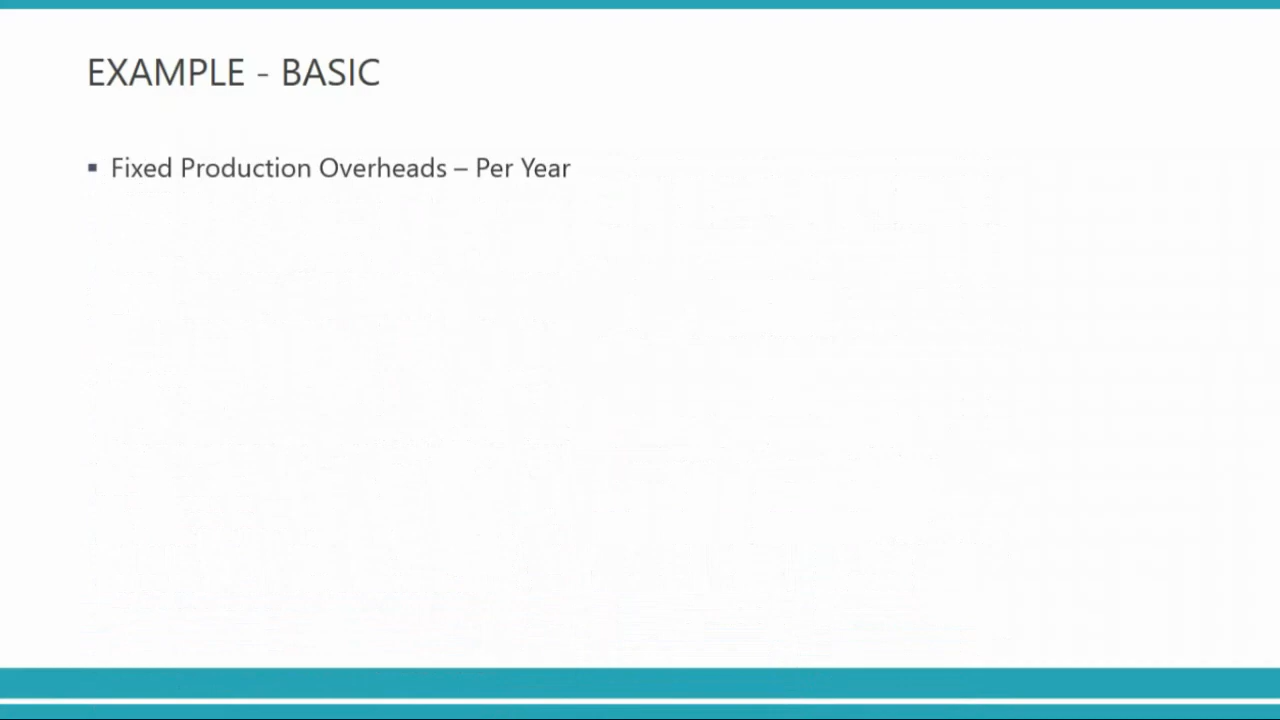 EXAMPLE - BASIC
▪ Fixed Production Overheads – Per Year